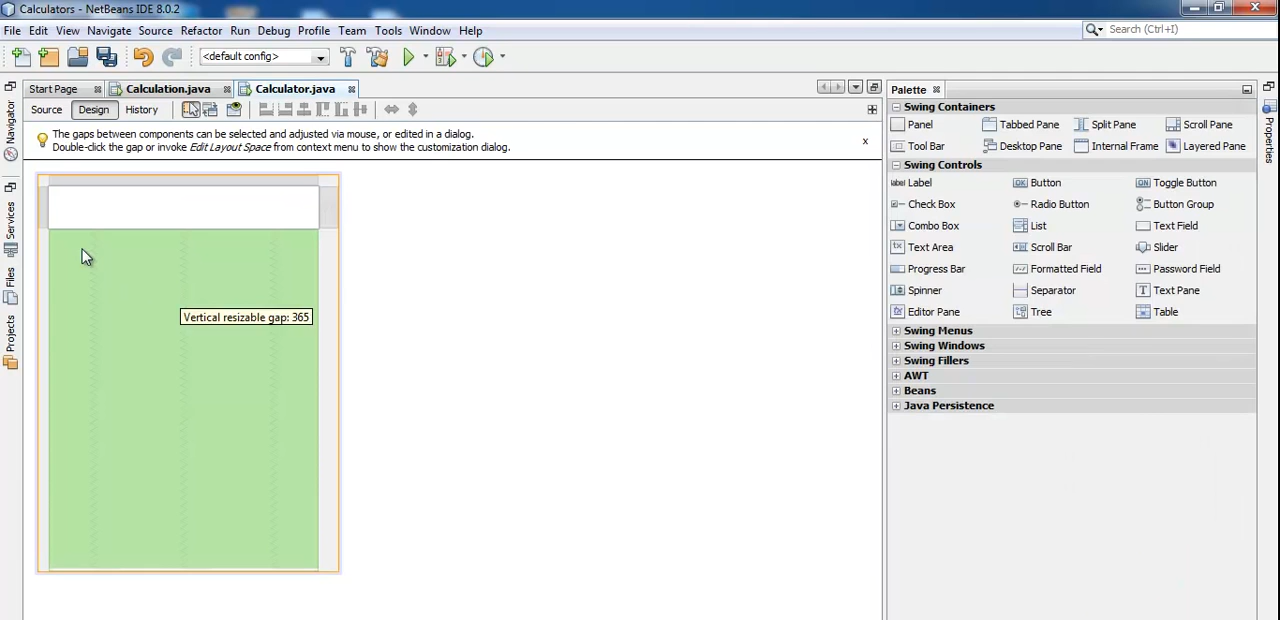 Calculators - NetBeans IDE 8.0.2
File Edit View Navigate Source Refactor Run Debug Profile Team Tools Window Help
Search (Ctrl+I)
<default config>
Start Page Calculation.java Calculator.java
Source Design History
The gaps between components can be selected and adjusted via mouse, or edited in a dialog.
Double-click the gap or invoke Edit Layout Space from context menu to show the customization dialog.
x
Navigator
Services
Files
Projects
Vertical resizable gap: 365
Palette
Swing Containers
Panel Tabbed Pane Split Pane Scroll Pane
Tool Bar Desktop Pane Internal Frame Layered Pane
Swing Controls
label Label OK Button ON Toggle Button
Check Box Radio Button Button Group
Combo Box List Text Field
Text Area Scroll Bar Slider
Progress Bar Formatted Field Password Field
Spinner Separator T Text Pane
Editor Pane Tree Table
Swing Menus
Swing Windows
Swing Fillers
AWT
Beans
Java Persistence
Properties